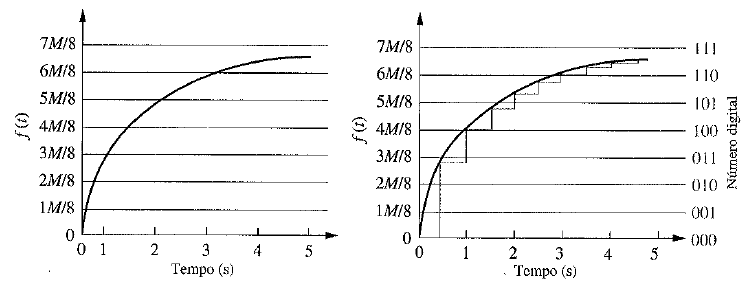 f(t)
7M/8
6M/8
5M/8
4M/8
3M/8
2M/8
1M/8
0
0 1 2 3 4 5
Tempo (s)
f(t)
7M/8
6M/8
5M/8
4M/8
3M/8
2M/8
1M/8
0
0 1 2 3 4 5
Tempo (s)
111
110
101
100
011
010
001
000
Número digital